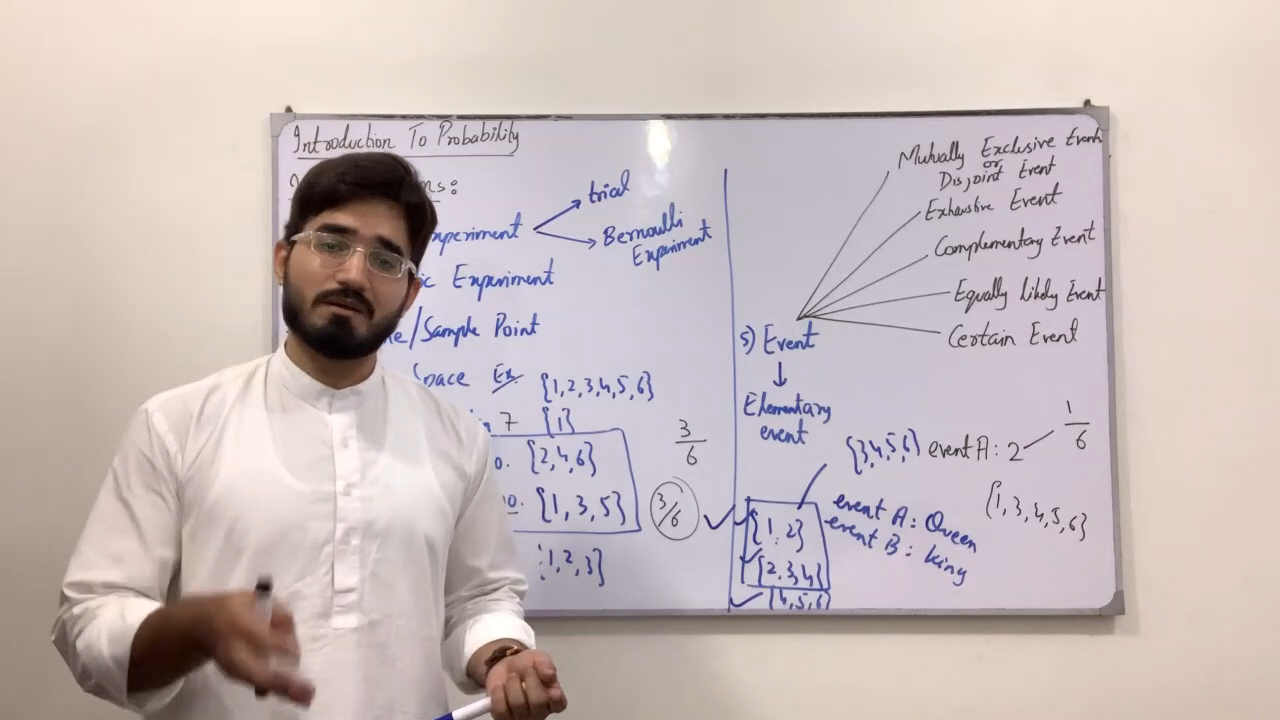 Introduction To Probability
ns:
xperiment
trial
Bernoulli
Experiment
ic Experiment
me/Sample Point
Space Ex. {1,2,3,4,5,6}
7 {1}
o. {2,4,6}
no. {1,3,5}
:1,2,3}
3/6
3/6
5) Event
Elementary
event
Mutually Exclusive Event
or
Disjoint Event
Exhaustive Event
Complementary Event
Equally Likely Event
Certain Event
{3,4,5,6} event A: 2
1/6
{1,3,4,5,6}
event A: Queen
event B: King
{1,2}
{2,3,4}
{4,5,6}